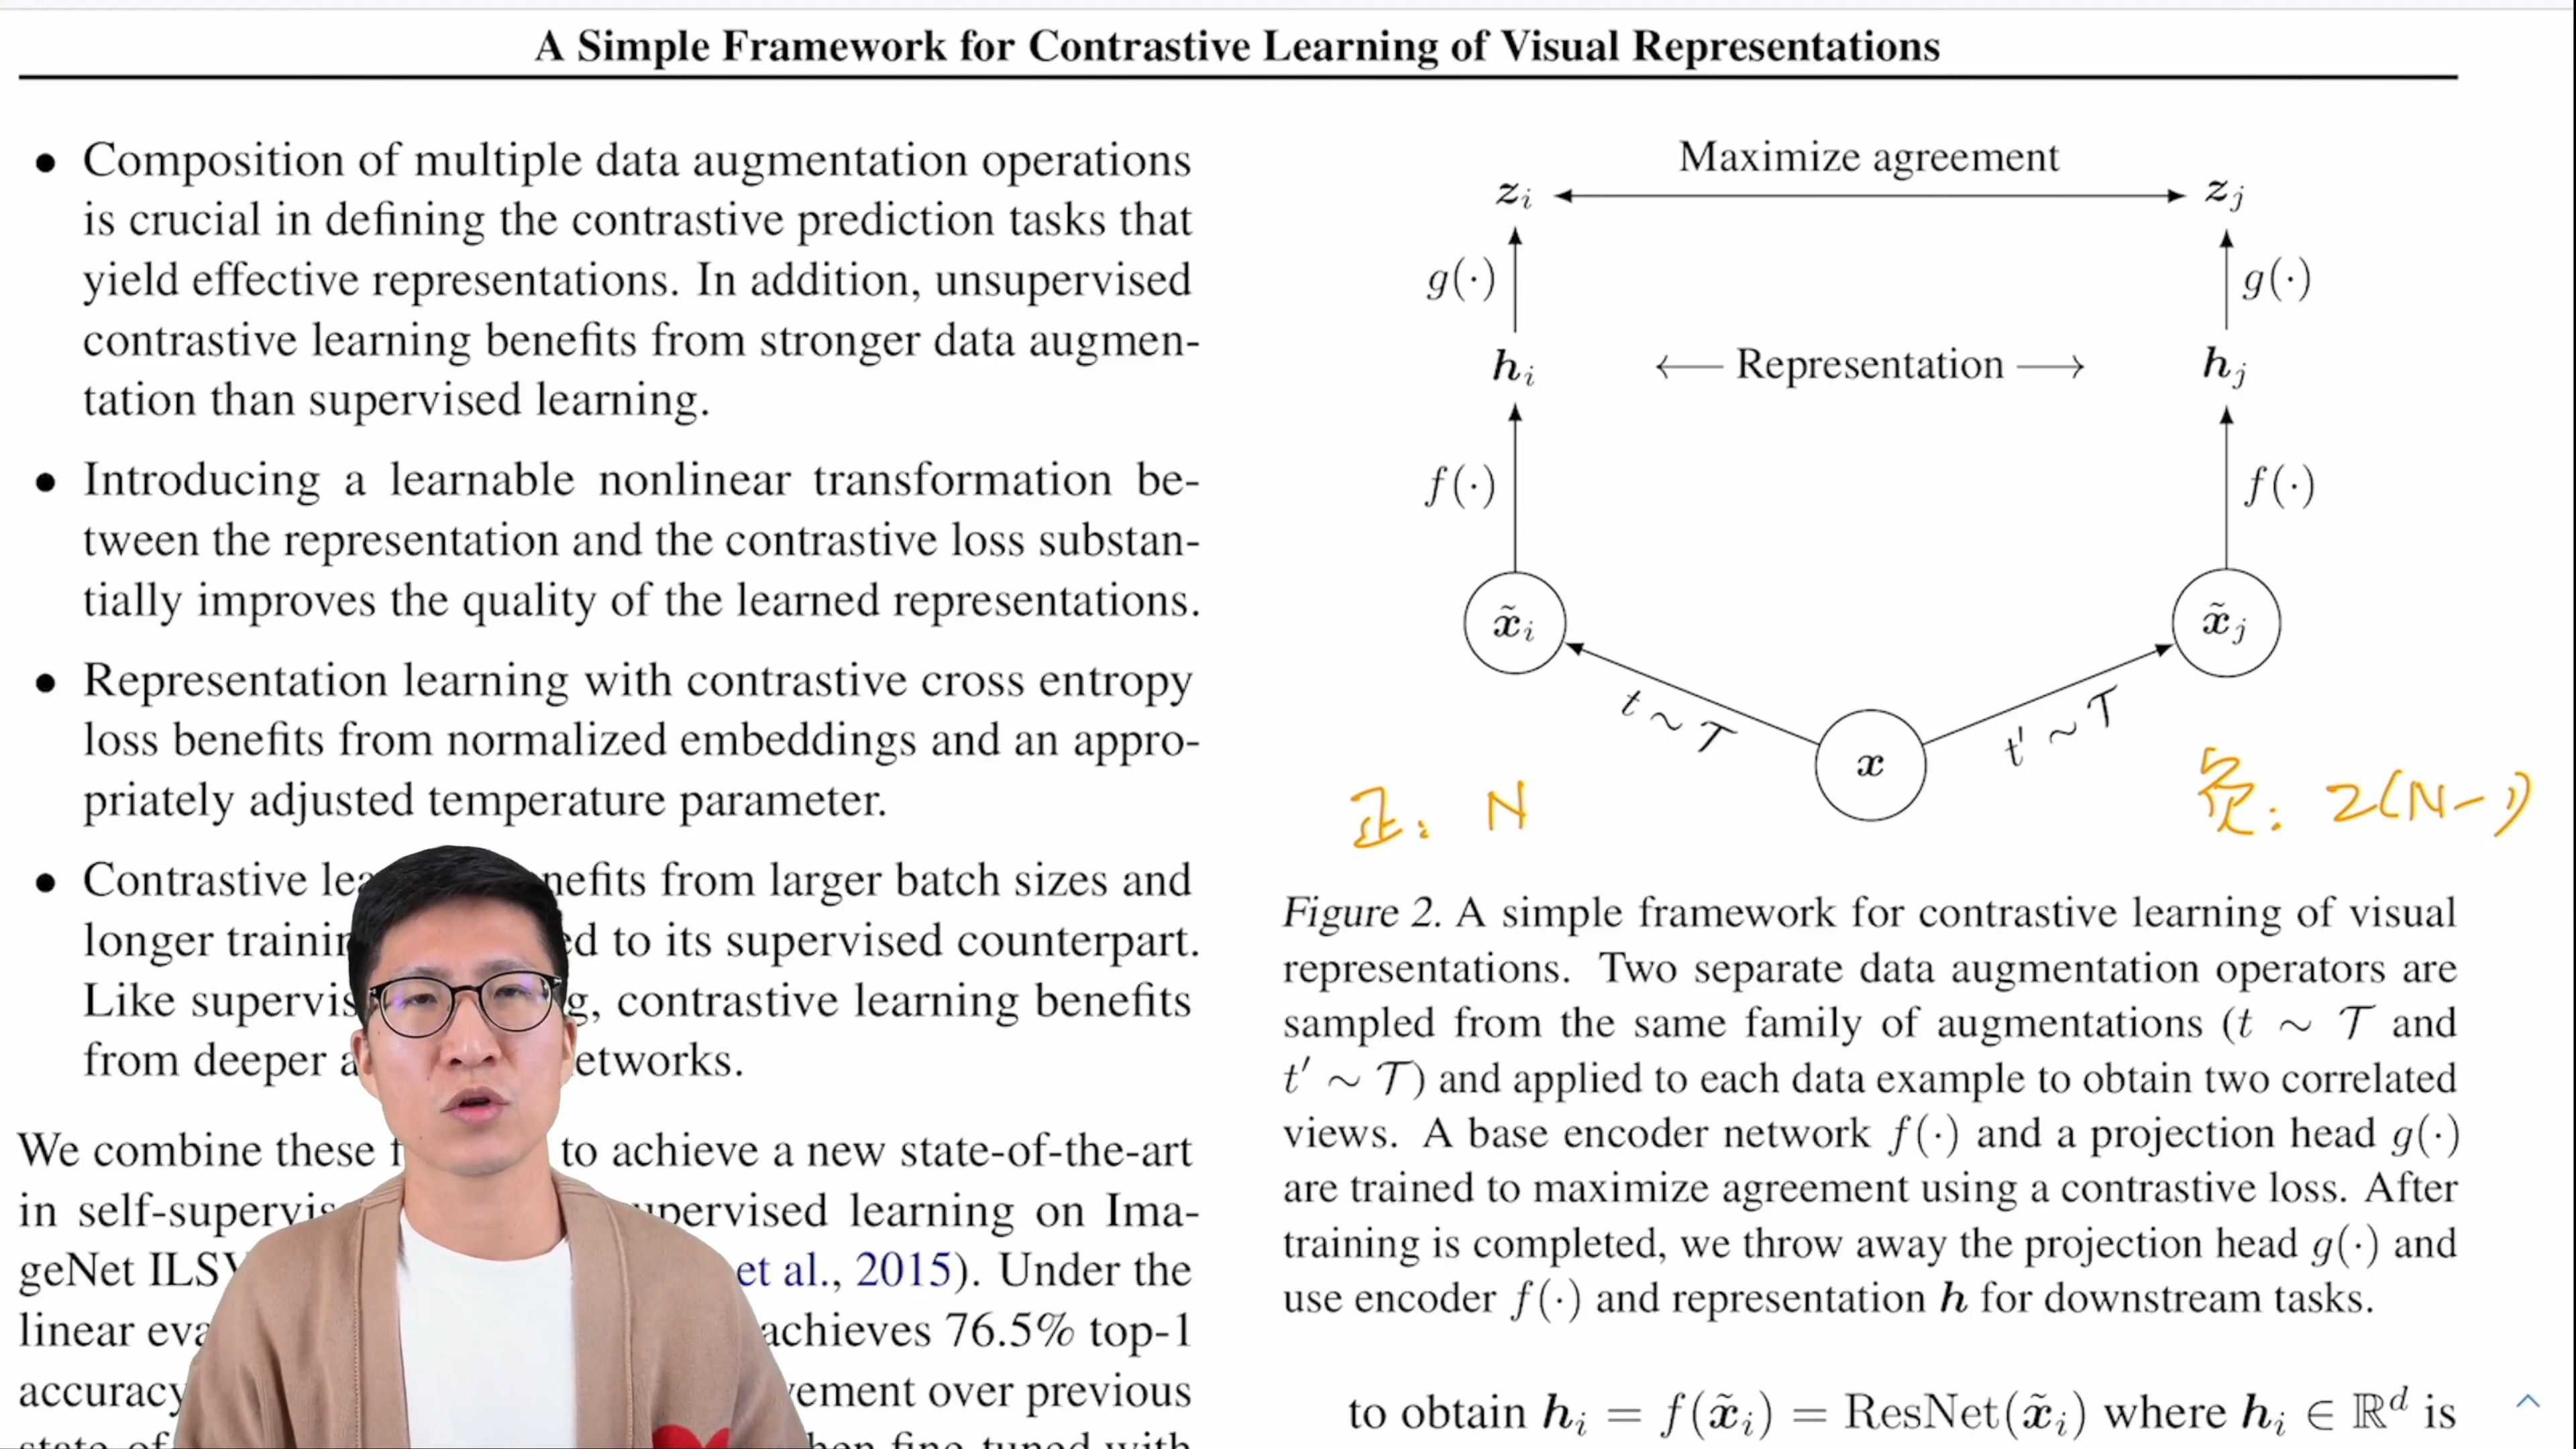 A Simple Framework for Contrastive Learning of Visual Representations
• Composition of multiple data augmentation operations
is crucial in defining the contrastive prediction tasks that
yield effective representations. In addition, unsupervised
contrastive learning benefits from stronger data augmen-
tation than supervised learning.
• Introducing a learnable nonlinear transformation be-
tween the representation and the contrastive loss substan-
tially improves the quality of the learned representations.
• Representation learning with contrastive cross entropy
loss benefits from normalized embeddings and an appro-
priately adjusted temperature parameter.
• Contrastive lea nefits from larger batch sizes and
longer trainin ed to its supervised counterpart.
Like supervis g, contrastive learning benefits
from deeper a etworks.
We combine these f to achieve a new state-of-the-art
in self-supervis upervised learning on Ima-
geNet ILSV et al., 2015). Under the
linear eva achieves 76.5% top-1
accuracy vement over previous
state-of hen fine-tuned with
Maximize agreement
z_i z_j
g(·) g(·)
h_i ← Representation → h_j
f(·) f(·)
x̃_i x̃_j
t ~ 𝒯 t′ ~ 𝒯
x
正: N 负: 2(N-1)
Figure 2. A simple framework for contrastive learning of visual
representations. Two separate data augmentation operators are
sampled from the same family of augmentations (t ∼ 𝒯 and
t′ ∼ 𝒯) and applied to each data example to obtain two correlated
views. A base encoder network f(·) and a projection head g(·)
are trained to maximize agreement using a contrastive loss. After
training is completed, we throw away the projection head g(·) and
use encoder f(·) and representation h for downstream tasks.
to obtain h_i = f(x̃_i) = ResNet(x̃_i) where h_i ∈ ℝ^d is